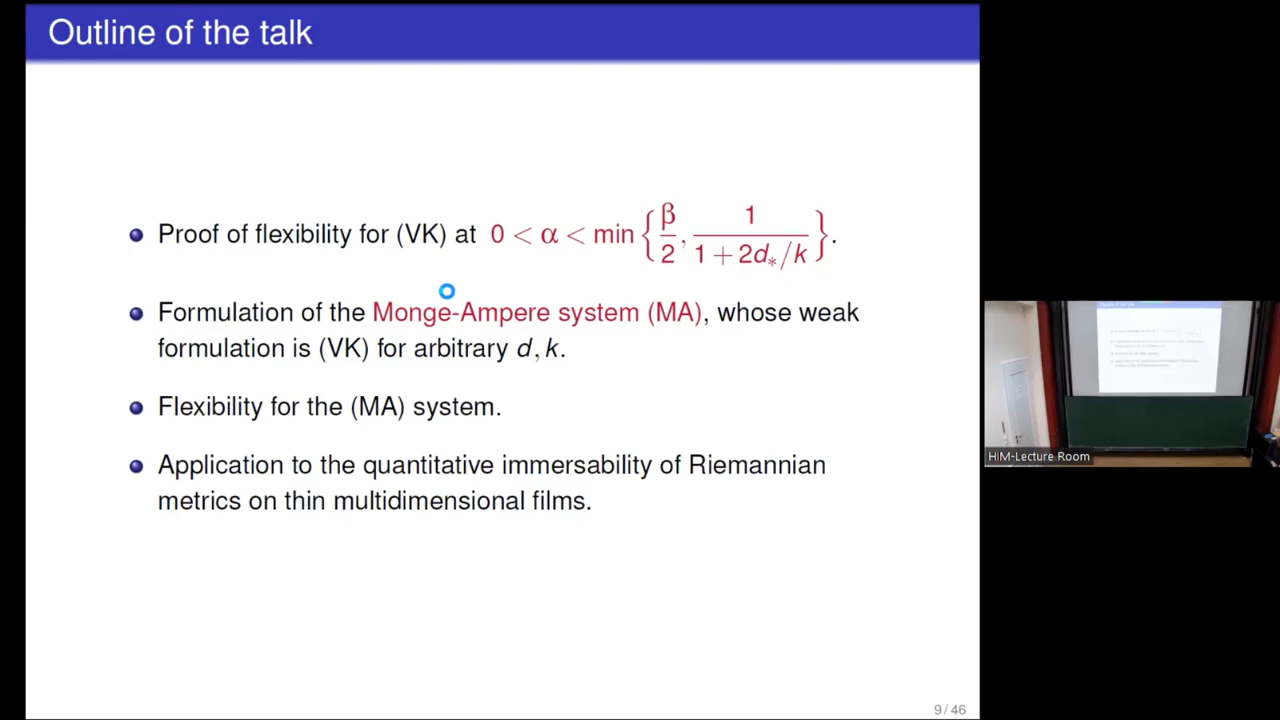 Outline of the talk
Proof of flexibility for (VK) at 0 < α < min { β/2, 1/(1 + 2d∗/k) }.
Formulation of the Monge-Ampere system (MA), whose weak
formulation is (VK) for arbitrary d, k.
Flexibility for the (MA) system.
Application to the quantitative immersability of Riemannian
metrics on thin multidimensional films.
9 / 46
HIM-Lecture Room